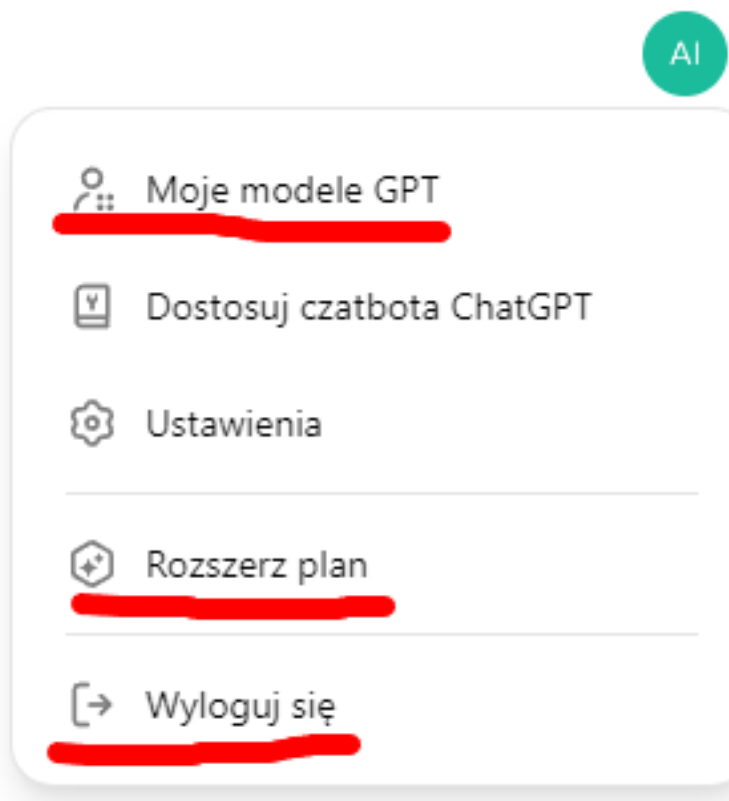 AI
Moje modele GPT
Dostosuj czatbota ChatGPT
Ustawienia
Rozszerz plan
Wyloguj się